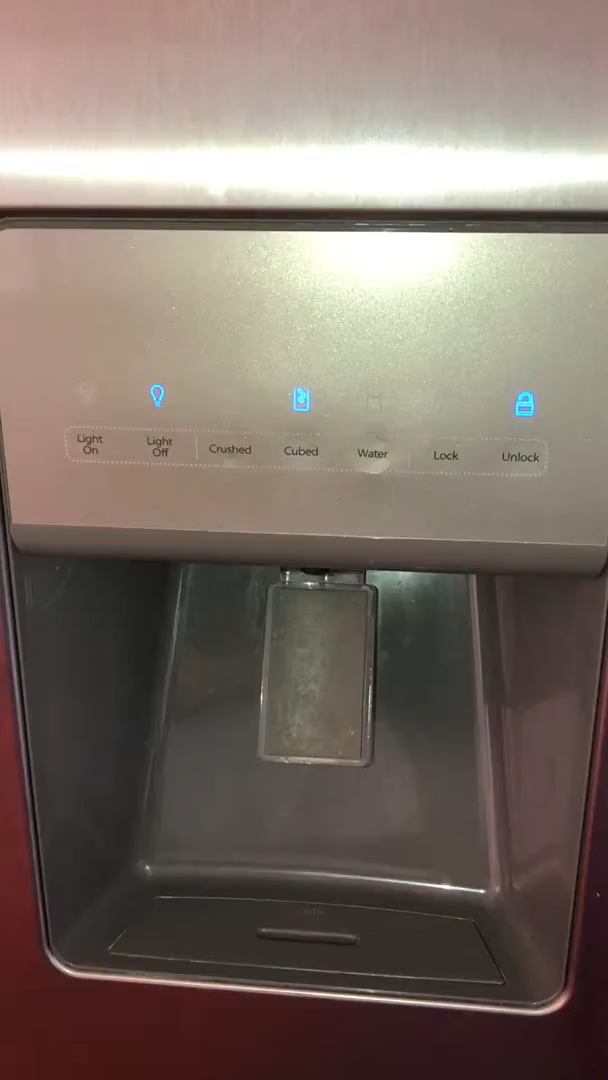 Light On
Light Off
Crushed
Cubed
Water
Lock
Unlock